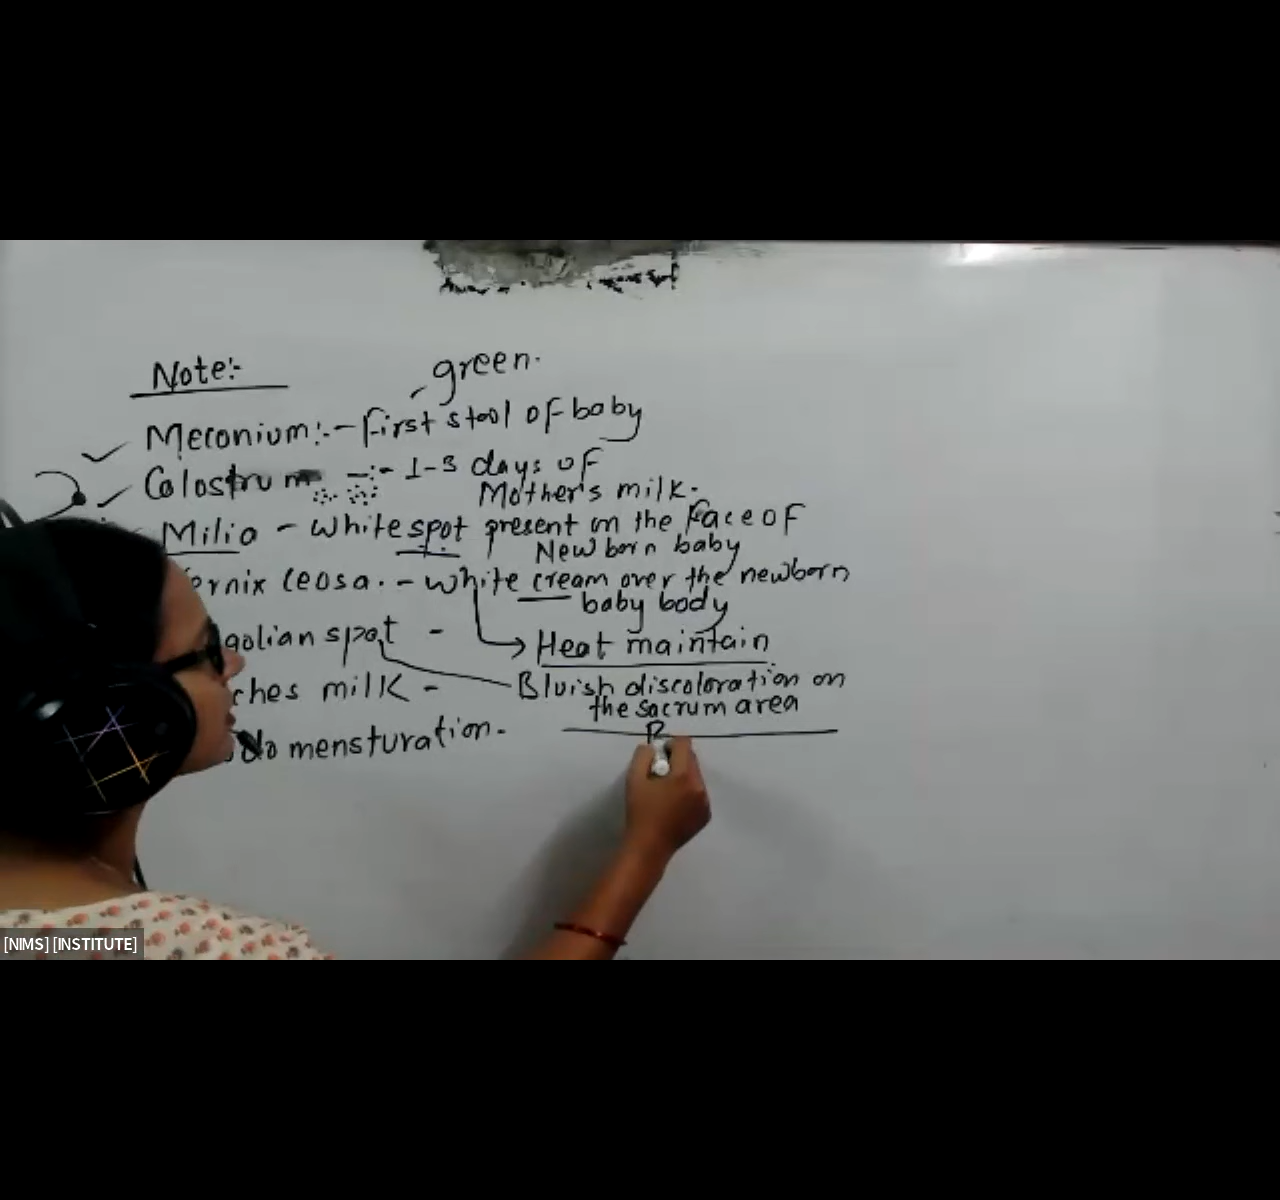 Note:-
green.
Meconium:- first stool of baby
Colostrum -:- 1-3 days of
Mother's milk.
Milia - white spot present on the face of
New born baby
ernix ceosa. - white cream over the newborn
baby body
golian spot -
Heat maintain
ches milk -
Bluish discoloration on
the sacrum area
do mensturation.
[NIMS] [INSTITUTE]